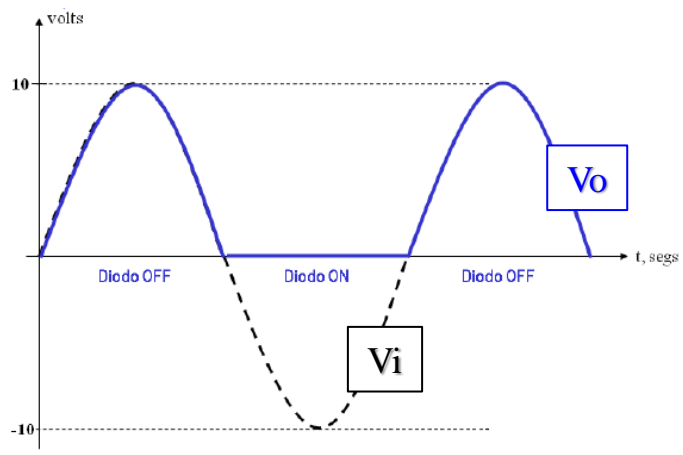 volts
10
Vo
t, segs
Diodo OFF
Diodo ON
Diodo OFF
Vi
-10